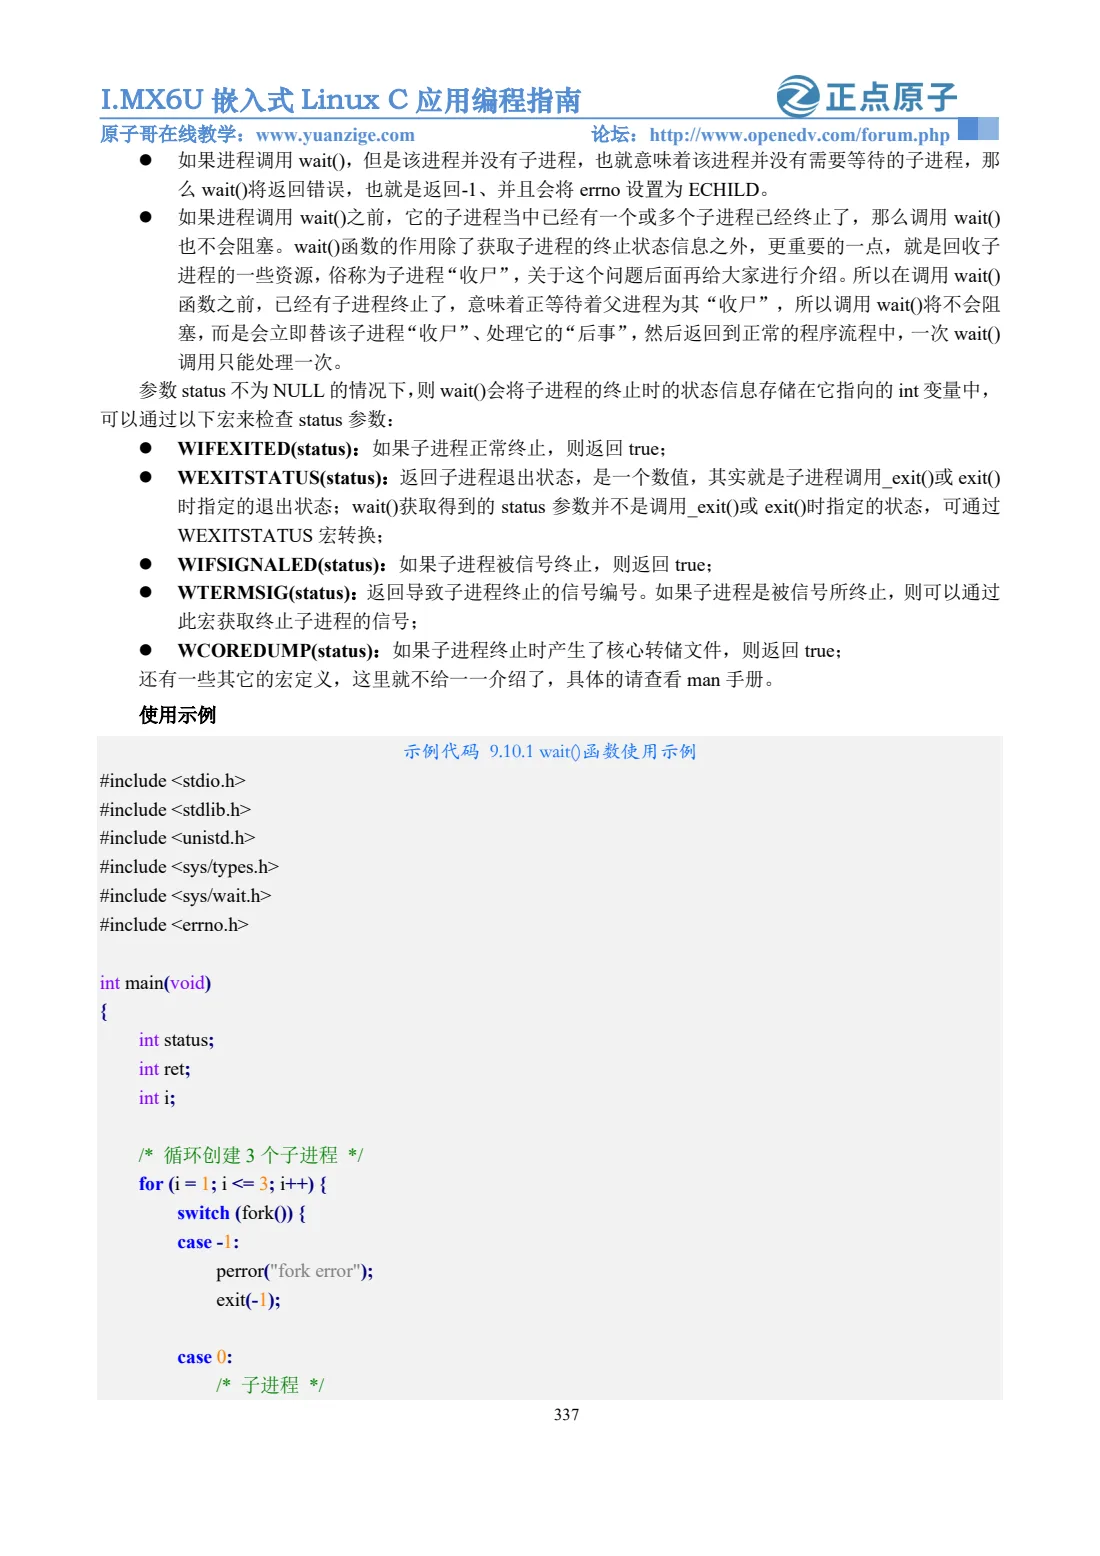 I.MX6U 嵌入式 Linux C 应用编程指南
正点原子
原子哥在线教学：www.yuanzige.com 论坛：http://www.openedv.com/forum.php
● 如果进程调用 wait()，但是该进程并没有子进程，也就意味着该进程并没有需要等待的子进程，那
么 wait()将返回错误，也就是返回-1、并且会将 errno 设置为 ECHILD。
● 如果进程调用 wait()之前，它的子进程当中已经有一个或多个子进程已经终止了，那么调用 wait()
也不会阻塞。wait()函数的作用除了获取子进程的终止状态信息之外，更重要的一点，就是回收子
进程的一些资源，俗称为子进程“收尸”，关于这个问题后面再给大家进行介绍。所以在调用 wait()
函数之前，已经有子进程终止了，意味着正等待着父进程为其“收尸”，所以调用 wait()将不会阻
塞，而是会立即替该子进程“收尸”、处理它的“后事”，然后返回到正常的程序流程中，一次 wait()
调用只能处理一次。
参数 status 不为 NULL 的情况下，则 wait()会将子进程的终止时的状态信息存储在它指向的 int 变量中，
可以通过以下宏来检查 status 参数：
● WIFEXITED(status)：如果子进程正常终止，则返回 true；
● WEXITSTATUS(status)：返回子进程退出状态，是一个数值，其实就是子进程调用_exit()或 exit()
时指定的退出状态；wait()获取得到的 status 参数并不是调用_exit()或 exit()时指定的状态，可通过
WEXITSTATUS 宏转换；
● WIFSIGNALED(status)：如果子进程被信号终止，则返回 true；
● WTERMSIG(status)：返回导致子进程终止的信号编号。如果子进程是被信号所终止，则可以通过
此宏获取终止子进程的信号；
● WCOREDUMP(status)：如果子进程终止时产生了核心转储文件，则返回 true；
还有一些其它的宏定义，这里就不给一一介绍了，具体的请查看 man 手册。
使用示例
示例代码 9.10.1 wait()函数使用示例
#include <stdio.h>
#include <stdlib.h>
#include <unistd.h>
#include <sys/types.h>
#include <sys/wait.h>
#include <errno.h>
int main(void)
{
int status;
int ret;
int i;
/* 循环创建 3 个子进程 */
for (i = 1; i <= 3; i++) {
switch (fork()) {
case -1:
perror("fork error");
exit(-1);
case 0:
/* 子进程 */
337